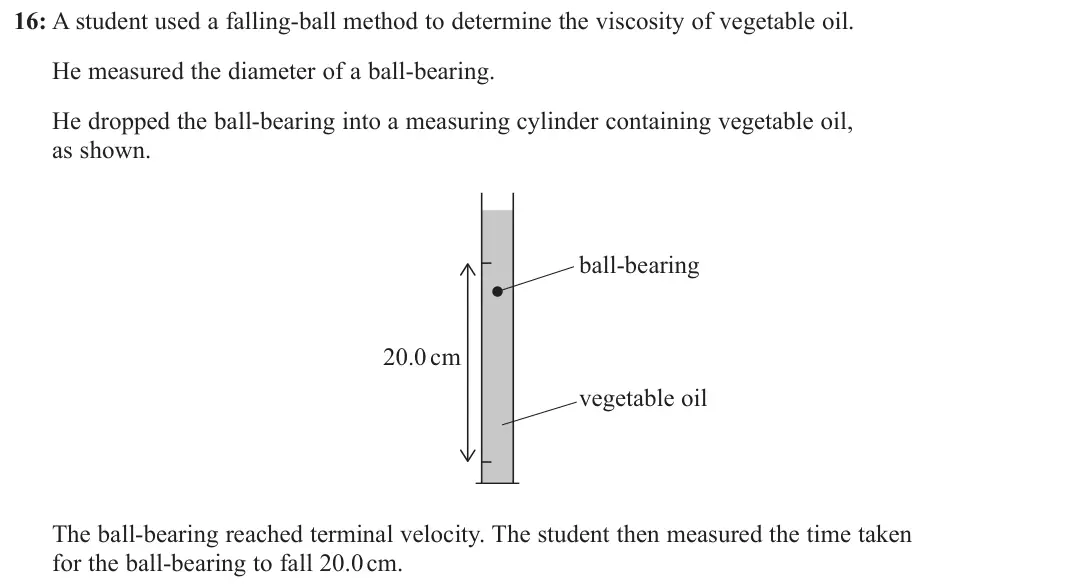 16: A student used a falling-ball method to determine the viscosity of vegetable oil.
He measured the diameter of a ball-bearing.
He dropped the ball-bearing into a measuring cylinder containing vegetable oil,
as shown.
ball-bearing
20.0 cm
vegetable oil
The ball-bearing reached terminal velocity. The student then measured the time taken
for the ball-bearing to fall 20.0 cm.